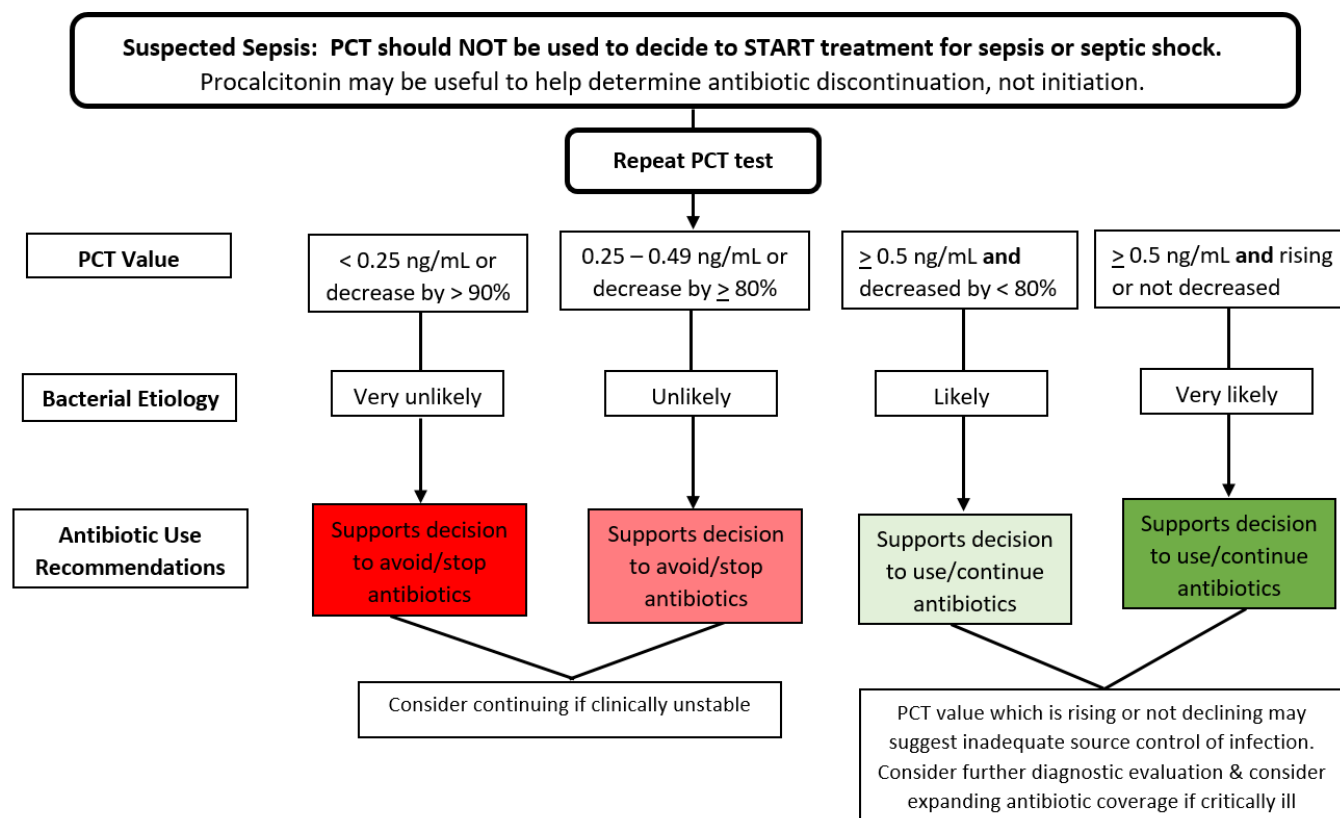 Suspected Sepsis: PCT should NOT be used to decide to START treatment for sepsis or septic shock.
Procalcitonin may be useful to help determine antibiotic discontinuation, not initiation.
Repeat PCT test
PCT Value
< 0.25 ng/mL or
decrease by > 90%
0.25 – 0.49 ng/mL or
decrease by ≥ 80%
≥ 0.5 ng/mL and
decreased by < 80%
≥ 0.5 ng/mL and rising
or not decreased
Bacterial Etiology
Very unlikely
Unlikely
Likely
Very likely
Antibiotic Use
Recommendations
Supports decision
to avoid/stop
antibiotics
Supports decision
to avoid/stop
antibiotics
Supports decision
to use/continue
antibiotics
Supports decision
to use/continue
antibiotics
Consider continuing if clinically unstable
PCT value which is rising or not declining may
suggest inadequate source control of infection.
Consider further diagnostic evaluation & consider
expanding antibiotic coverage if critically ill